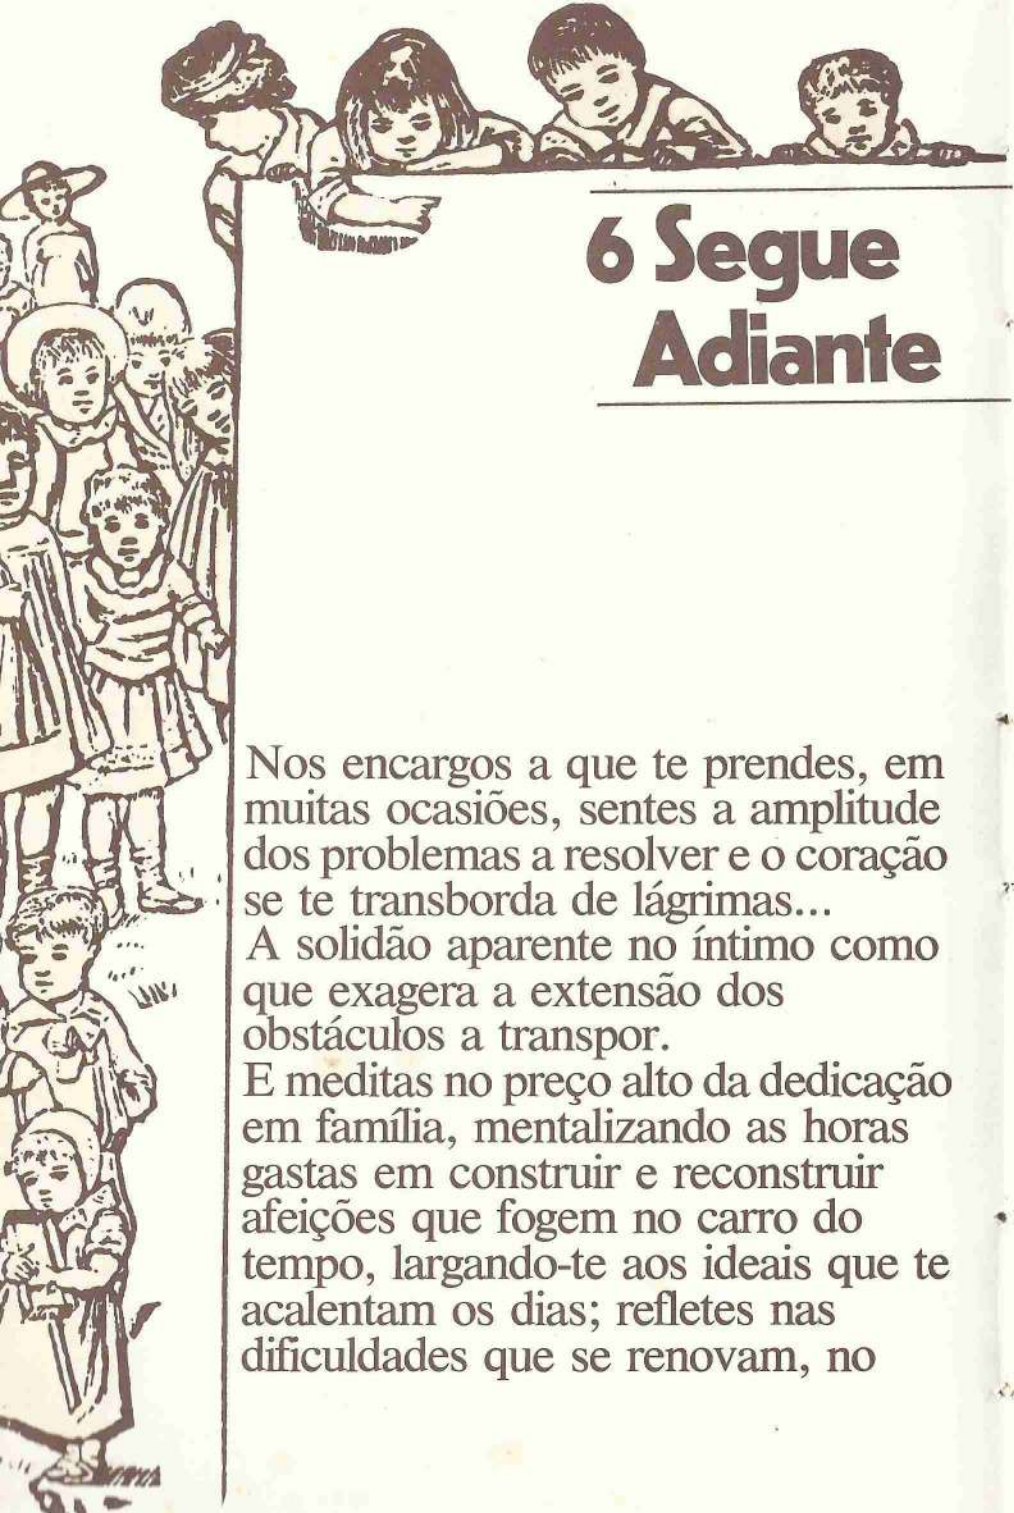 6 Segue
Adiante
Nos encargos a que te prendes, em
muitas ocasiões, sentes a amplitude
dos problemas a resolver e o coração
se te transborda de lágrimas...
A solidão aparente no íntimo como
que exagera a extensão dos
obstáculos a transpor.
E meditas no preço alto da dedicação
em família, mentalizando as horas
gastas em construir e reconstruir
afeições que fogem no carro do
tempo, largando-te aos ideais que te
acalentam os dias; refletes nas
dificuldades que se renovam, no